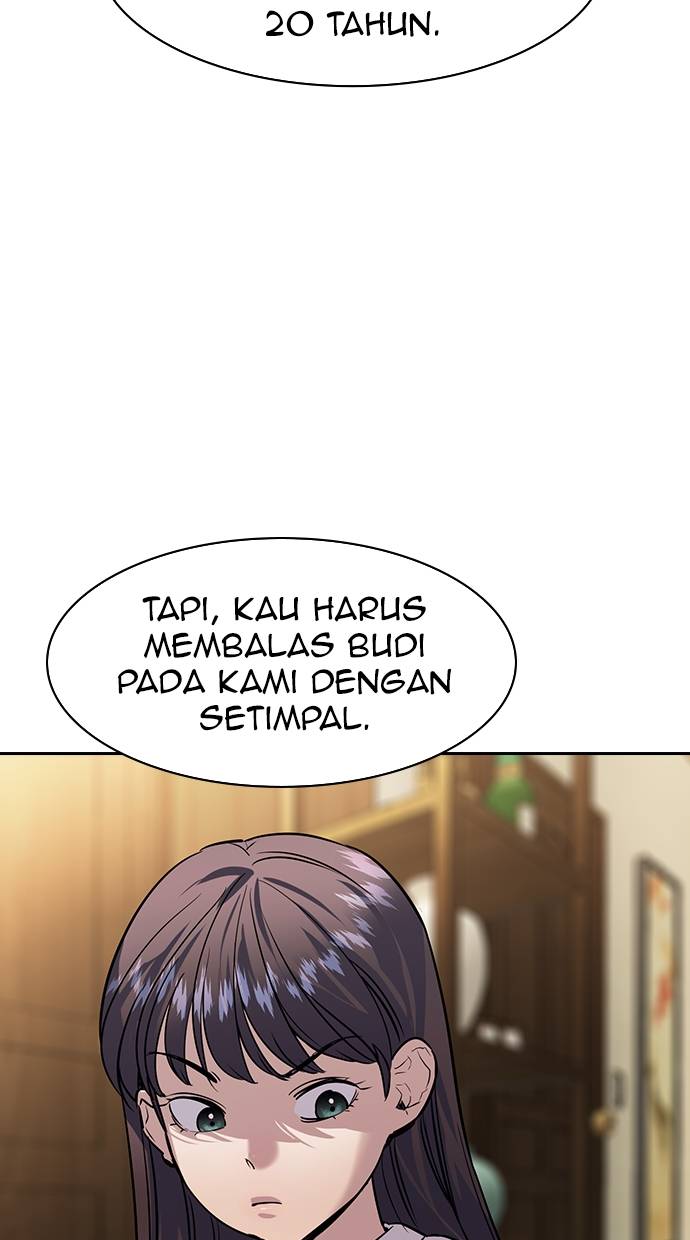 20 TAHUN.
TAPI, KAU HARUS
MEMBALAS BUDI
PADA KAMI DENGAN
SETIMPAL.